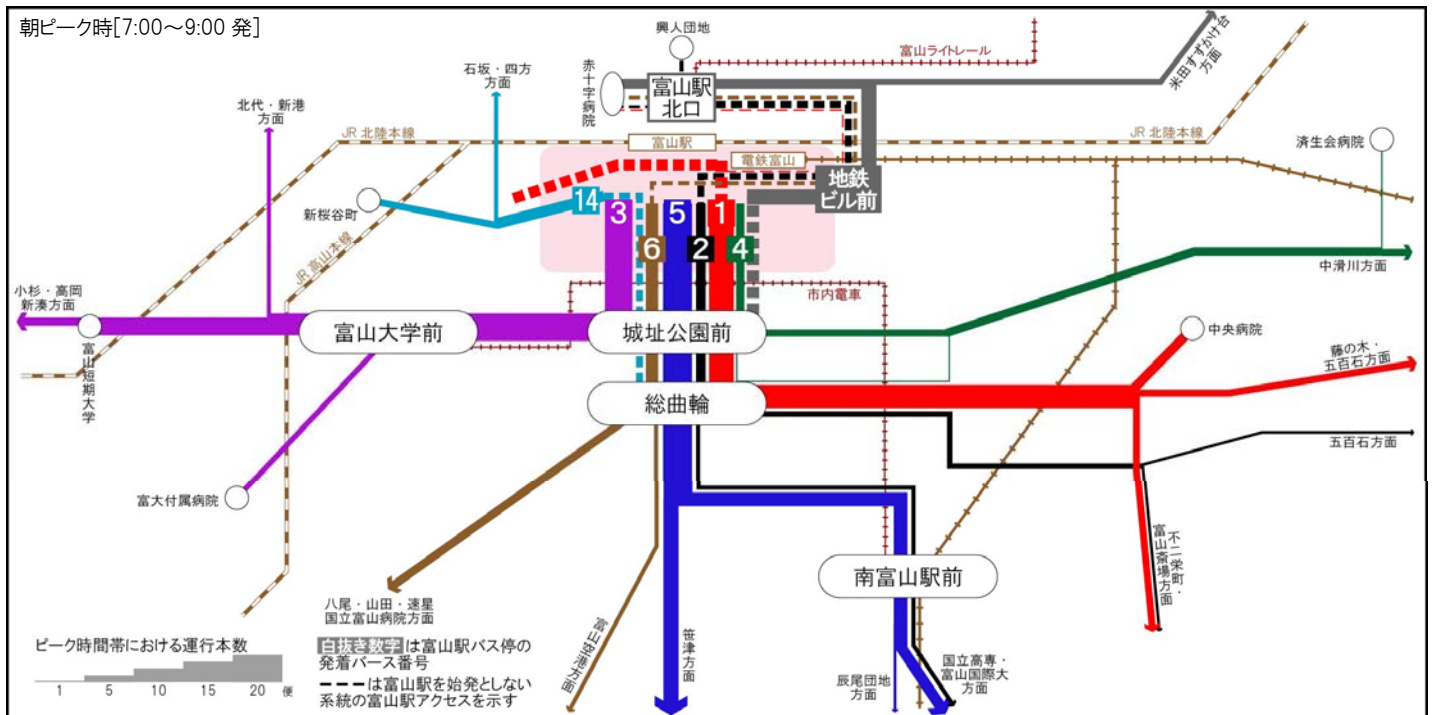 朝ピーク時[7:00～9:00 発]
興人団地
富山ライトレール
米田すずかけ台
方面
石坂・四方
方面
赤十字病院
富山駅
北口
北代・新港
方面
JR 北陸本線
富山駅
JR 北陸本線
済生会病院
電鉄富山
地鉄
ビル前
新桜谷町
14
3
5
1
6
2
4
JR 高山本線
中滑川方面
小杉・高岡
新湊方面
市内電車
富山大学前
城址公園前
中央病院
富山短期大学
藤の木・
五百石方面
総曲輪
五百石方面
富大付属病院
不二栄町・
富山斎場方面
南富山駅前
八尾・山田・速星
国立富山病院方面
富山空港方面
笹津方面
辰尾団地
方面
国立高専・
富山国際大
方面
ピーク時間帯における運行本数
1 5 10 15 20 便
白抜き数字は富山駅バス停の
発着バース番号
---は富山駅を始発としない
系統の富山駅アクセスを示す